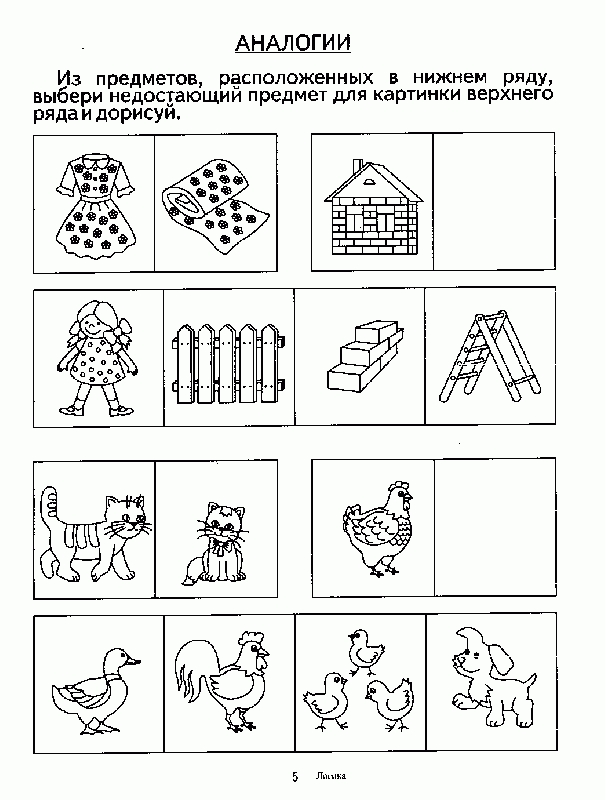 АНАЛОГИИ
Из предметов, расположенных в нижнем ряду,
выбери недостающий предмет для картинки верхнего
ряда и дорисуй.
5 Логика